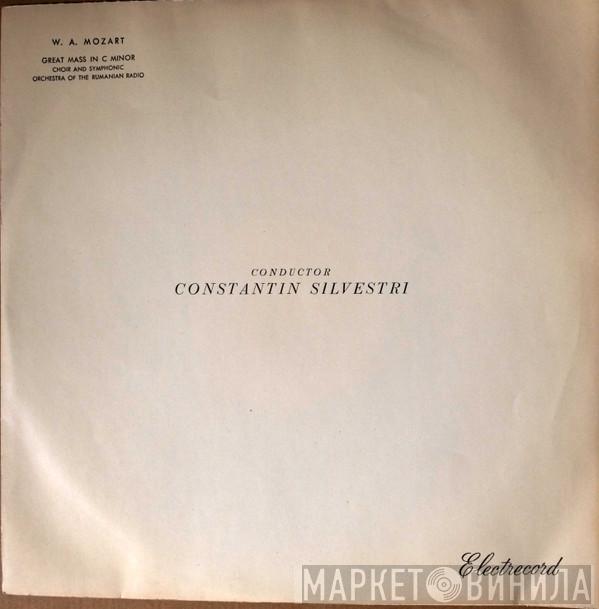 W. A. MOZART
GREAT MASS IN C MINOR
CHOIR AND SYMPHONIC
ORCHESTRA OF THE RUMANIAN RADIO
CONDUCTOR
CONSTANTIN SILVESTRI
Electrecord
МАРКЕТ ВИНИЛА